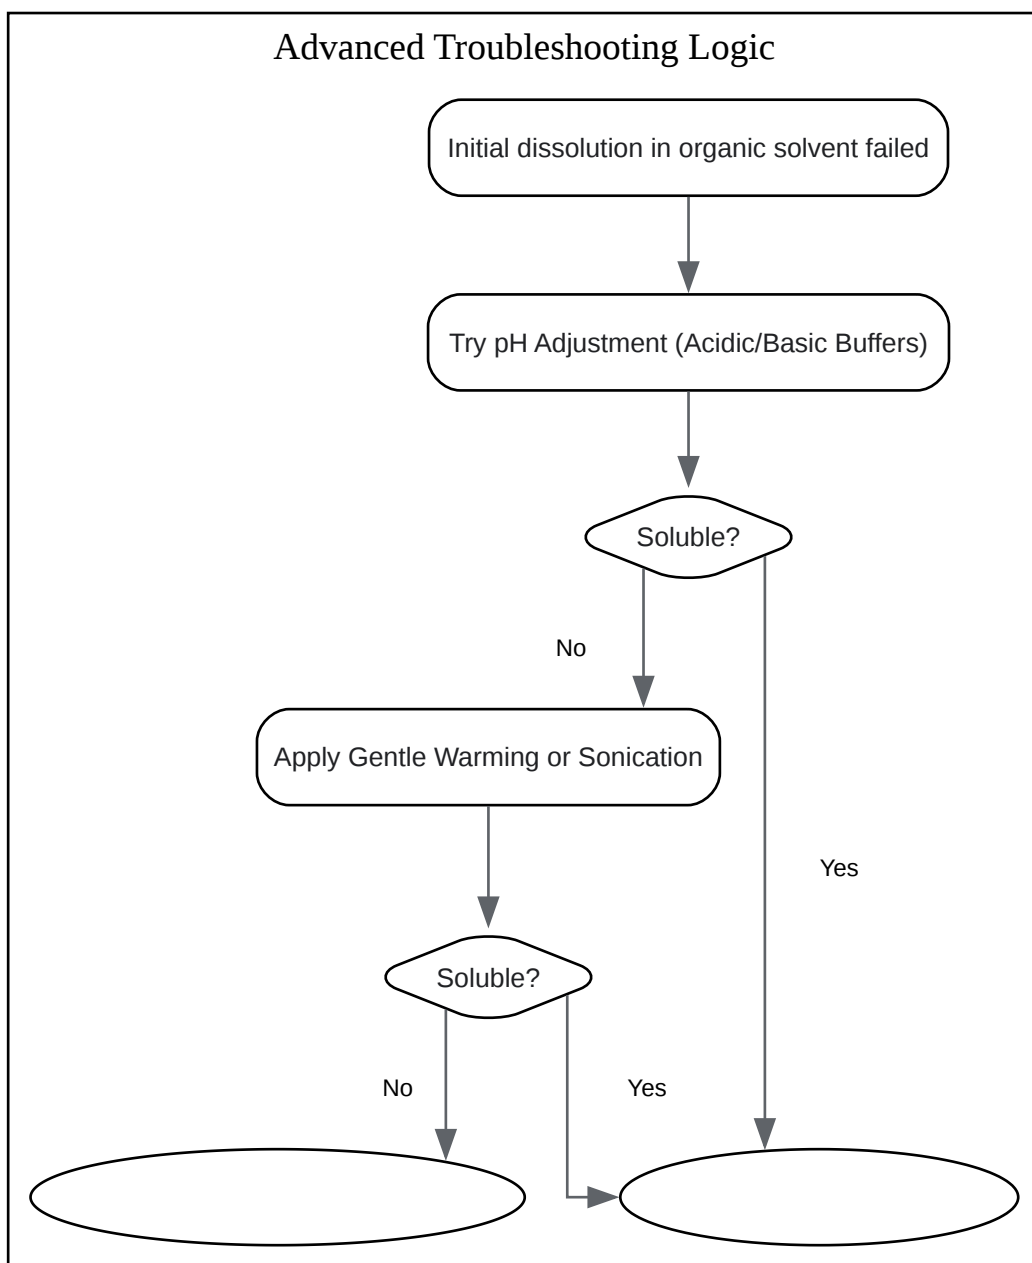 Advanced Troubleshooting Logic
Initial dissolution in organic solvent failed
Try pH Adjustment (Acidic/Basic Buffers)
Soluble?
No
Apply Gentle Warming or Sonication
Yes
Soluble?
No
Yes